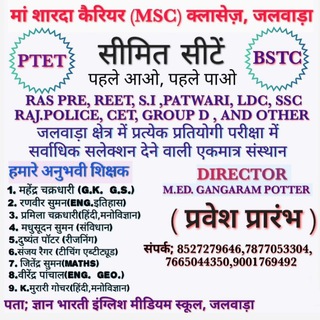 मां शारदा कैरियर (MSC) क्लासेज़, जलवाड़ा
PTET
सीमित सीटें
BSTC
पहले आओ, पहले पाओ
RAS PRE, REET, S.I ,PATWARI, LDC, SSC
RAJ.POLICE, CET, GROUP D , AND OTHER
जलवाड़ा क्षेत्र में प्रत्येक प्रतियोगी परीक्षा में
सर्वाधिक सलेक्शन देने वाली एकमात्र संस्थान
हमारे अनुभवी शिक्षक
1. महेंद्र चक्रधारी (G.K. G.S.)
2. रणवीर सुमन(ENG.इतिहास)
3. प्रमिला चक्रधारी(हिंदी,मनोविज्ञान)
4. मधुसूदन सुमन (संविधान)
5.दुष्यंत पॉटर (रीजनिंग)
6.संजय रैगर (टीचिंग एप्टीट्यूड)
7. जितेंद्र सुमन(MATHS)
8.वीरेंद्र पांचाल(ENG. GEO.)
9. K.मुरारी गोचर(हिंदी,मनोविज्ञान)
DIRECTOR
M.ED. GANGARAM POTTER
( प्रवेश प्रारंभ )
संपर्क; 8527279646,7877053304,
7665044350,9001769492
पता; ज्ञान भारती इंग्लिश मीडियम स्कूल, जलवाड़ा